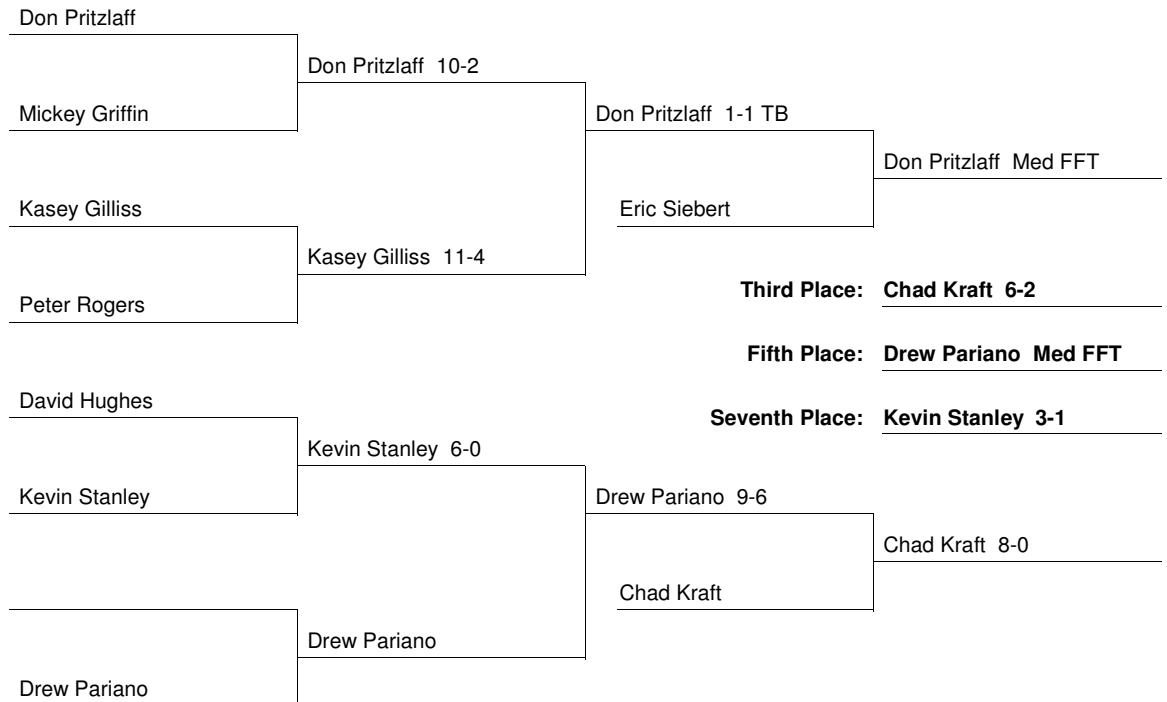 Don Pritzlaff
Don Pritzlaff 10-2
Mickey Griffin
Don Pritzlaff 1-1 TB
Don Pritzlaff Med FFT
Kasey Gilliss
Eric Siebert
Kasey Gilliss 11-4
Third Place: Chad Kraft 6-2
Peter Rogers
Fifth Place: Drew Pariano Med FFT
David Hughes
Seventh Place: Kevin Stanley 3-1
Kevin Stanley 6-0
Kevin Stanley
Drew Pariano 9-6
Chad Kraft 8-0
Chad Kraft
Drew Pariano
Drew Pariano